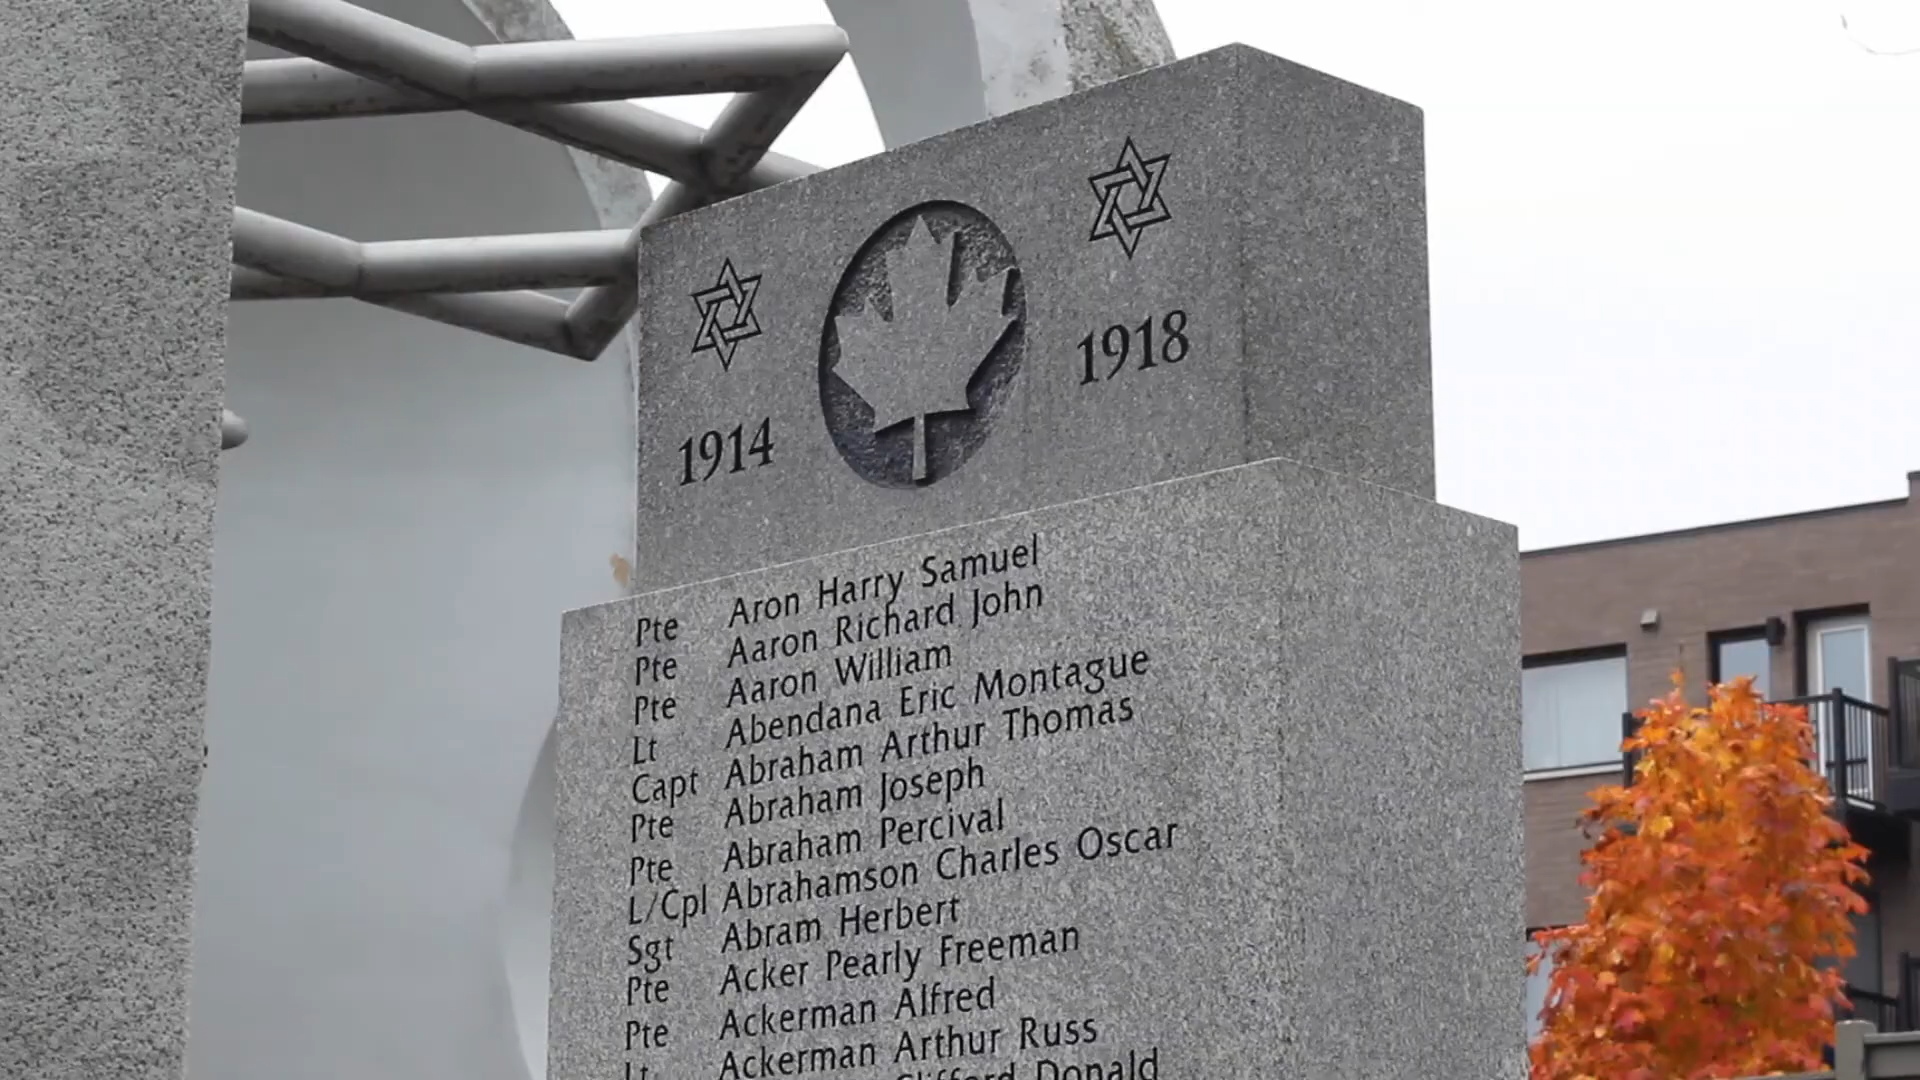 1914 1918
Pte Aron Harry Samuel
Pte Aaron Richard John
Pte Aaron William
Lt Abendana Eric Montague
Capt Abraham Arthur Thomas
Pte Abraham Joseph
Pte Abraham Percival
L/Cpl Abrahamson Charles Oscar
Sgt Abram Herbert
Pte Acker Pearly Freeman
Pte Ackerman Alfred
Lt Ackerman Arthur Russ
Clifford Donald